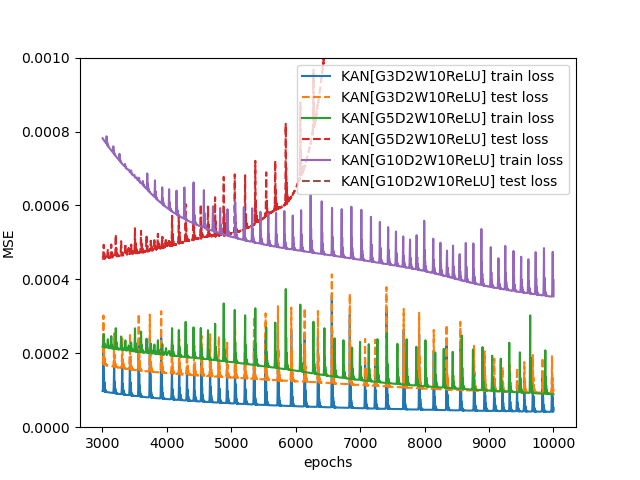 0.0010
0.0008
0.0006
0.0004
0.0002
0.0000
MSE
KAN[G3D2W10ReLU] train loss
KAN[G3D2W10ReLU] test loss
KAN[G5D2W10ReLU] train loss
KAN[G5D2W10ReLU] test loss
KAN[G10D2W10ReLU] train loss
KAN[G10D2W10ReLU] test loss
3000 4000 5000 6000 7000 8000 9000 10000
epochs